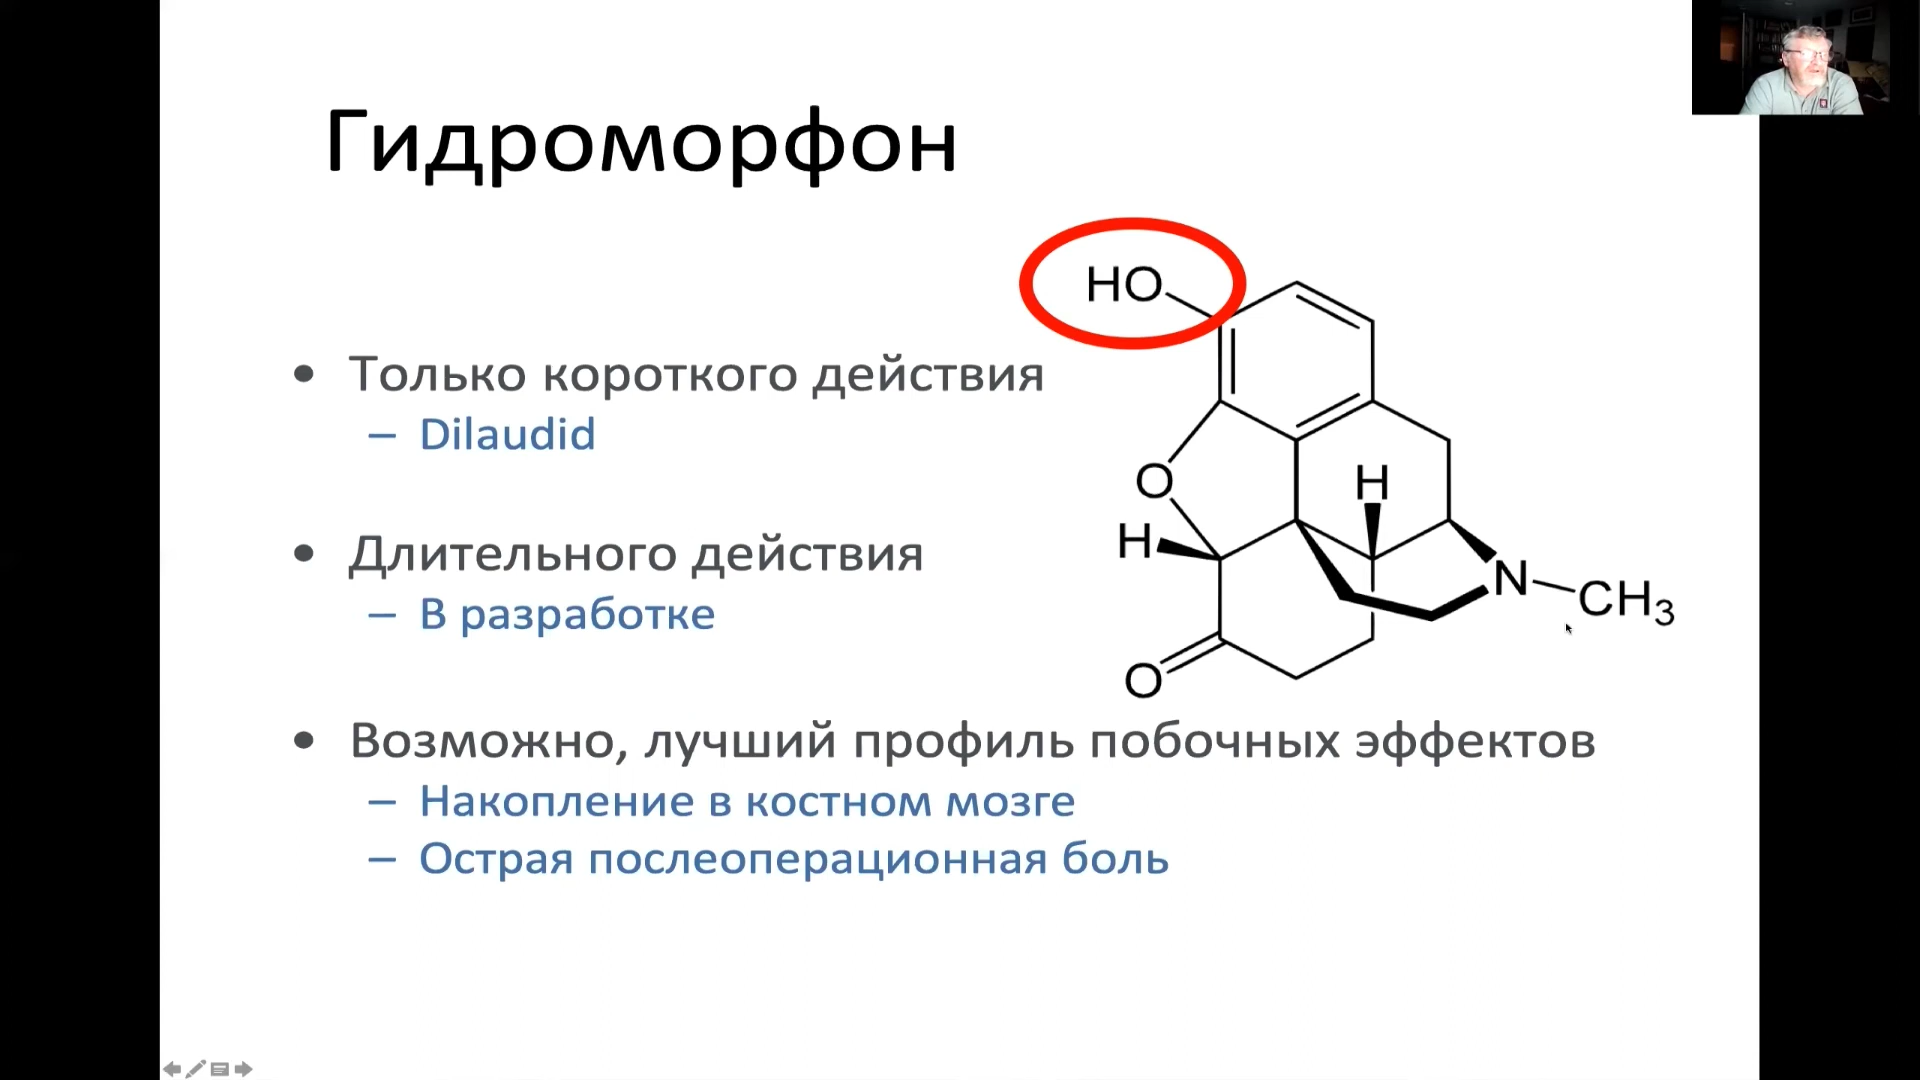 Гидроморфон
HO
• Только короткого действия
– Dilaudid
O
H
H
• Длительного действия
– В разработке
N
CH₃
O
• Возможно, лучший профиль побочных эффектов
– Накопление в костном мозге
– Острая послеоперационная боль